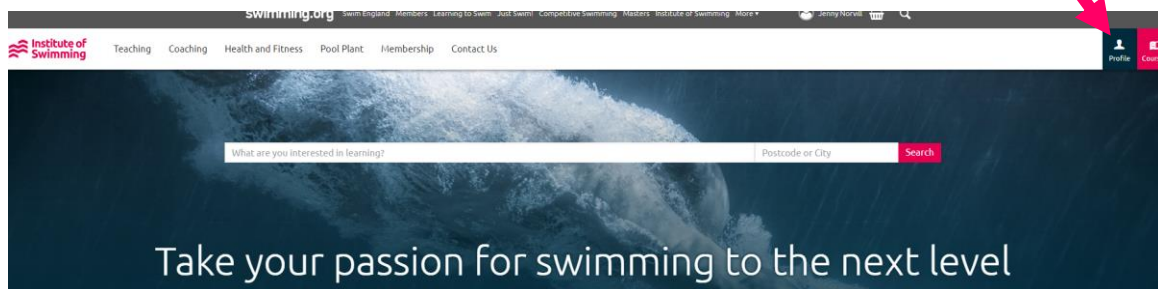 swimming.org Swim England Members Learning to Swim Just Swim! Competitive Swimming Masters Institute of Swimming More Jenny Norvill
Institute of
Swimming
Teaching Coaching Health and Fitness Pool Plant Membership Contact Us
Profile
What are you interested in learning? Postcode or City Search
Take your passion for swimming to the next level